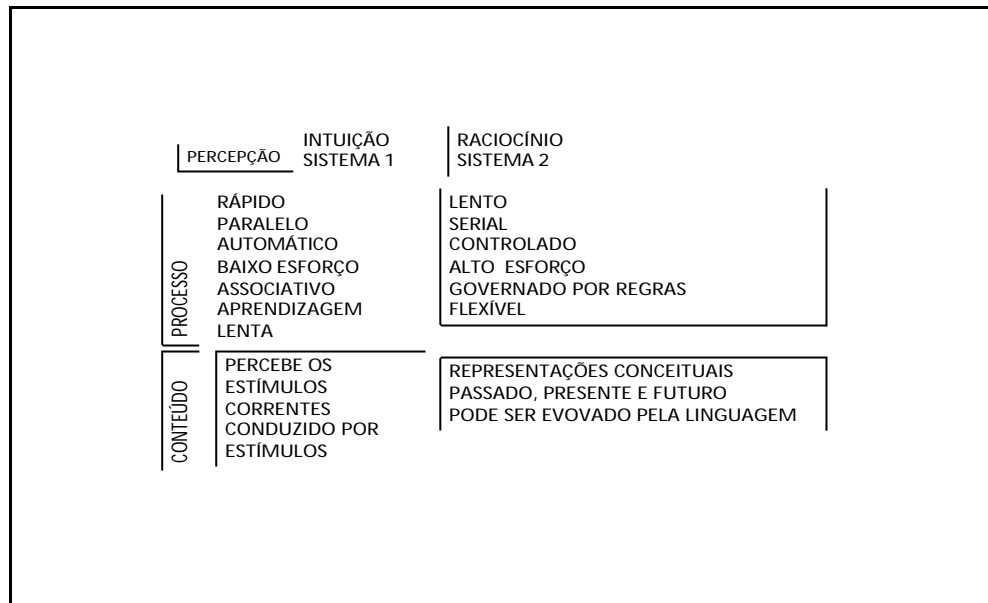 PERCEPÇÃO
INTUIÇÃO
SISTEMA 1
RACIOCÍNIO
SISTEMA 2
PROCESSO
RÁPIDO
PARALELO
AUTOMÁTICO
BAIXO ESFORÇO
ASSOCIATIVO
APRENDIZAGEM
LENTA
LENTO
SERIAL
CONTROLADO
ALTO ESFORÇO
GOVERNADO POR REGRAS
FLEXÍVEL
CONTEÚDO
PERCEBE OS
ESTÍMULOS
CORRENTES
CONDUZIDO POR
ESTÍMULOS
REPRESENTAÇÕES CONCEITUAIS
PASSADO, PRESENTE E FUTURO
PODE SER EVOVADO PELA LINGUAGEM